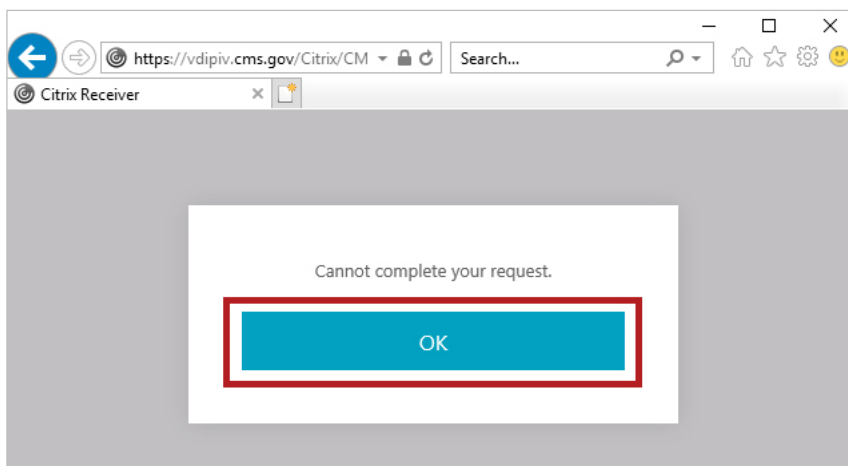 https://vdipiv.cms.gov/Citrix/CM
Search...
Citrix Receiver
Cannot complete your request.
OK